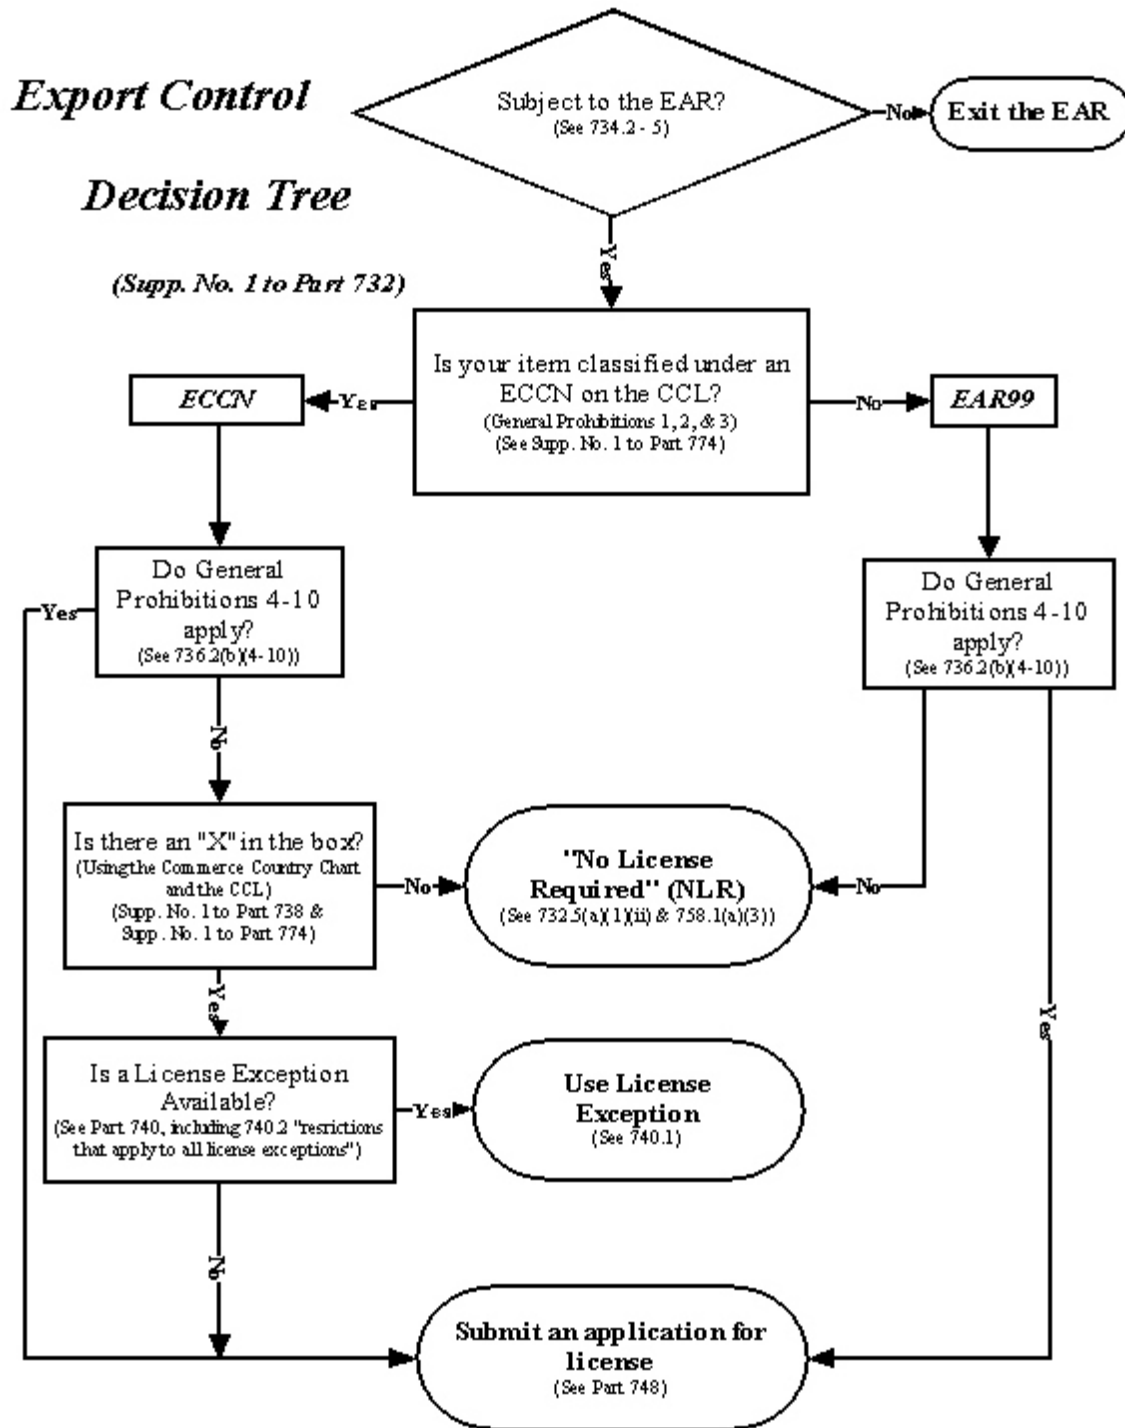 Export Control
Decision Tree
(Supp. No. 1 to Part 732)
Subject to the EAR?
(See 734.2 - 5)
No
Exit the EAR
Yes
Is your item classified under an
ECCN on the CCL?
(General Prohibitions 1, 2, & 3)
(See Supp. No. 1 to Part 774)
Yes
ECCN
No
EAR99
Do General
Prohibitions 4-10
apply?
(See 736.2(b)(4-10))
Yes
No
Do General
Prohibitions 4-10
apply?
(See 736.2(b)(4-10))
Is there an "X" in the box?
(Using the Commerce Country Chart
and the CCL)
(Supp. No. 1 to Part 738 &
Supp. No. 1 to Part 774)
No
"No License
Required" (NLR)
(See 732.5(a)(1)(ii) & 758.1(a)(3))
No
Yes
Yes
Is a License Exception
Available?
(See Part 740, including 740.2 "restrictions
that apply to all license exceptions")
Yes
Use License
Exception
(See 740.1)
No
Submit an application for
license
(See Part 748)